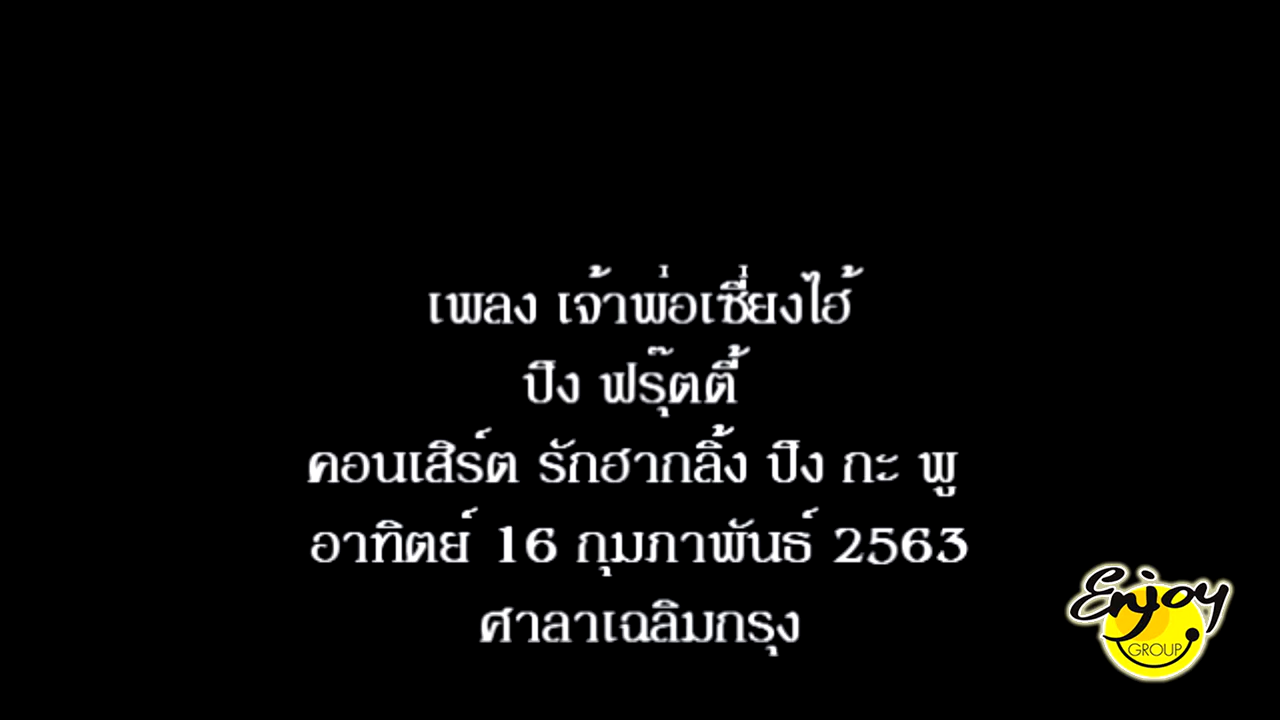 เพลง เจ้าพ่อเซี่ยงไฮ้
ปิง ฟรุ๊ตตี้
คอนเสิร์ต รักฮากลิ้ง ปิง กะ พู
อาทิตย์ 16 กุมภาพันธ์ 2563
ศาลาเฉลิมกรุง
Enjoy
GROUP